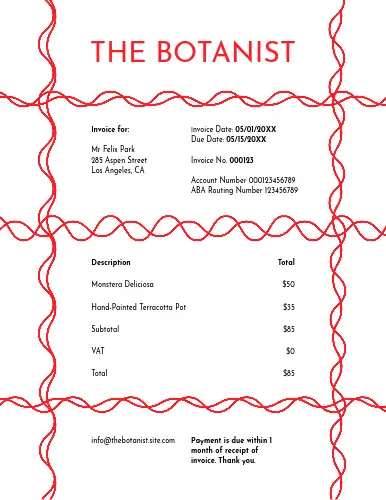 THE BOTANIST
Invoice for:
Mr Felix Park
285 Aspen Street
Los Angeles, CA
Invoice Date: 05/01/20XX
Due Date: 05/15/20XX
Invoice No. 000123
Account Number 000123456789
ABA Routing Number 123456789
Description Total
Monstera Deliciosa $50
Hand-Painted Terracotta Pot $35
Subtotal $85
VAT $0
Total $85
info@thebotanist.site.com
Payment is due within 1
month of receipt of
invoice. Thank you.